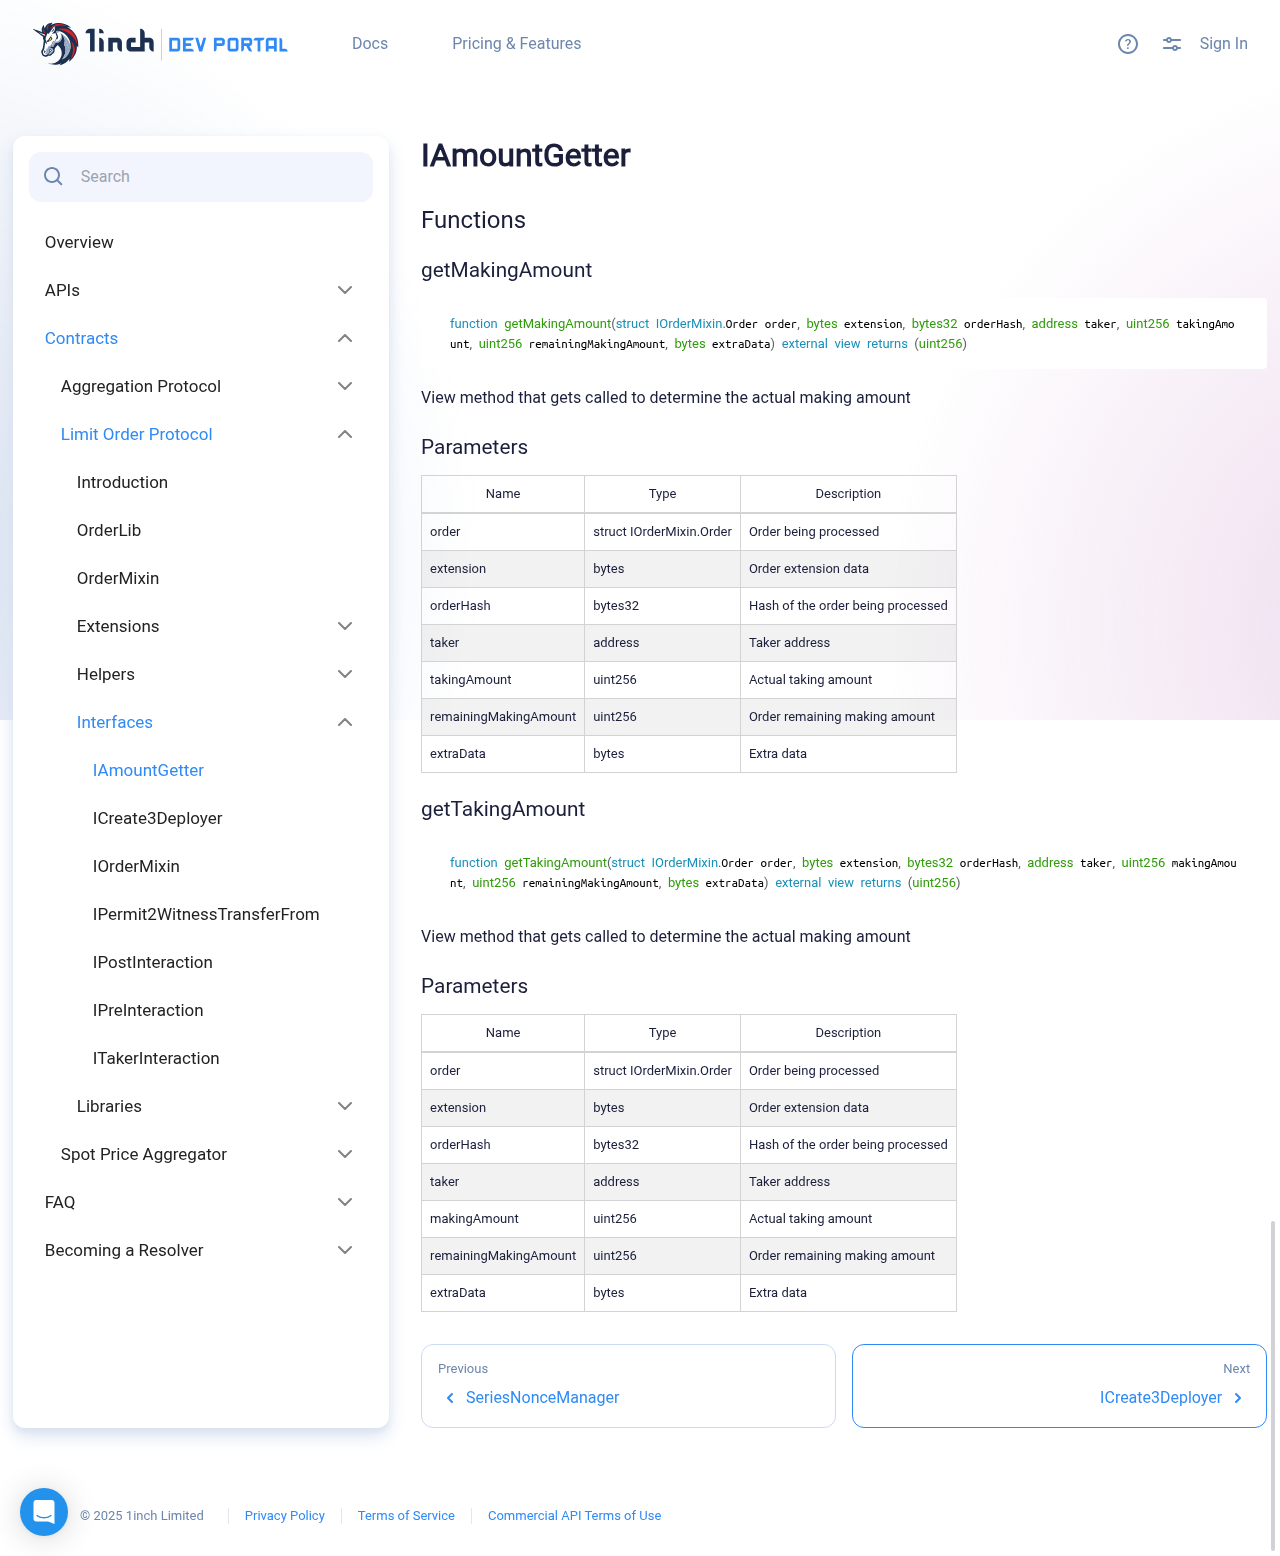 1inch DEV PORTAL
Docs
Pricing & Features
Sign In
Search
Overview
APIs
Contracts
Aggregation Protocol
Limit Order Protocol
Introduction
OrderLib
OrderMixin
Extensions
Helpers
Interfaces
IAmountGetter
ICreate3Deployer
IOrderMixin
IPermit2WitnessTransferFrom
IPostInteraction
IPreInteraction
ITakerInteraction
Libraries
Spot Price Aggregator
FAQ
Becoming a Resolver
IAmountGetter
Functions
getMakingAmount
function getMakingAmount(struct IOrderMixin.Order order, bytes extension, bytes32 orderHash, address taker, uint256 takingAmo
unt, uint256 remainingMakingAmount, bytes extraData) external view returns (uint256)
View method that gets called to determine the actual making amount
Parameters
Name Type Description
order struct IOrderMixin.Order Order being processed
extension bytes Order extension data
orderHash bytes32 Hash of the order being processed
taker address Taker address
takingAmount uint256 Actual taking amount
remainingMakingAmount uint256 Order remaining making amount
extraData bytes Extra data
getTakingAmount
function getTakingAmount(struct IOrderMixin.Order order, bytes extension, bytes32 orderHash, address taker, uint256 makingAmou
nt, uint256 remainingMakingAmount, bytes extraData) external view returns (uint256)
View method that gets called to determine the actual making amount
Parameters
Name Type Description
order struct IOrderMixin.Order Order being processed
extension bytes Order extension data
orderHash bytes32 Hash of the order being processed
taker address Taker address
makingAmount uint256 Actual taking amount
remainingMakingAmount uint256 Order remaining making amount
extraData bytes Extra data
Previous
SeriesNonceManager
Next
ICreate3Deployer
© 2025 1inch Limited
Privacy Policy
Terms of Service
Commercial API Terms of Use